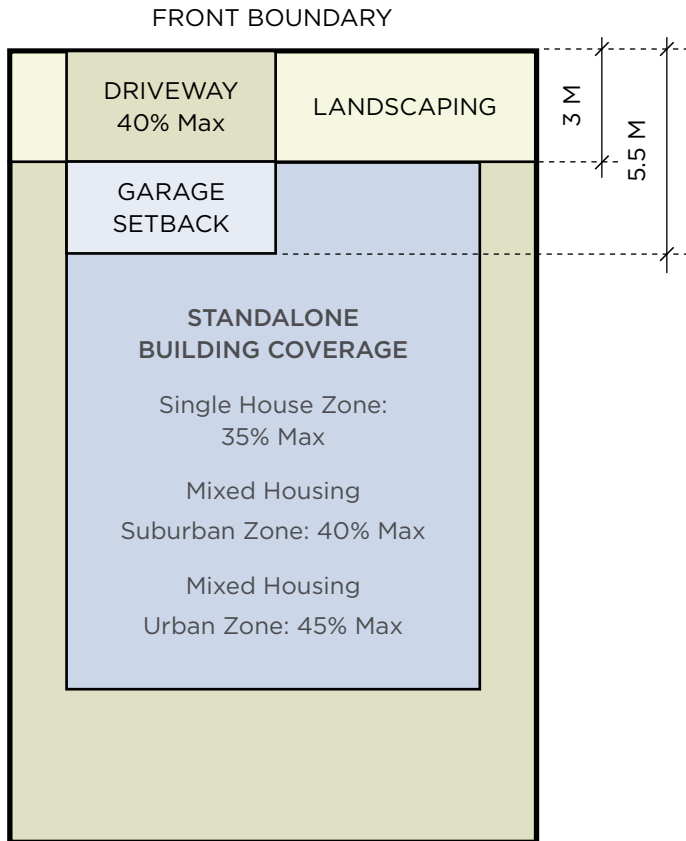 FRONT BOUNDARY
DRIVEWAY
40% Max
LANDSCAPING
3 M
5.5 M
GARAGE
SETBACK
STANDALONE
BUILDING COVERAGE
Single House Zone:
35% Max
Mixed Housing
Suburban Zone: 40% Max
Mixed Housing
Urban Zone: 45% Max